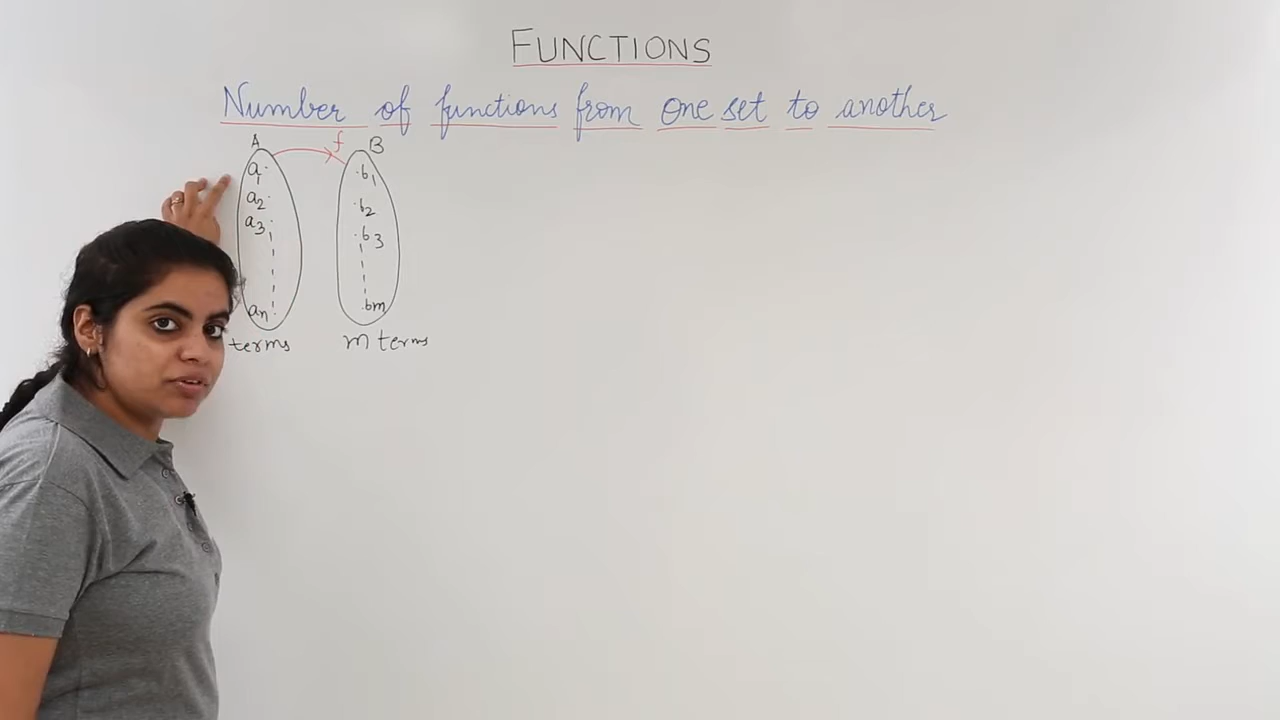 FUNCTIONS
Number of functions from one set to another
A f B
a1 b1
a2 b2
a3 b3
an bm
terms m terms